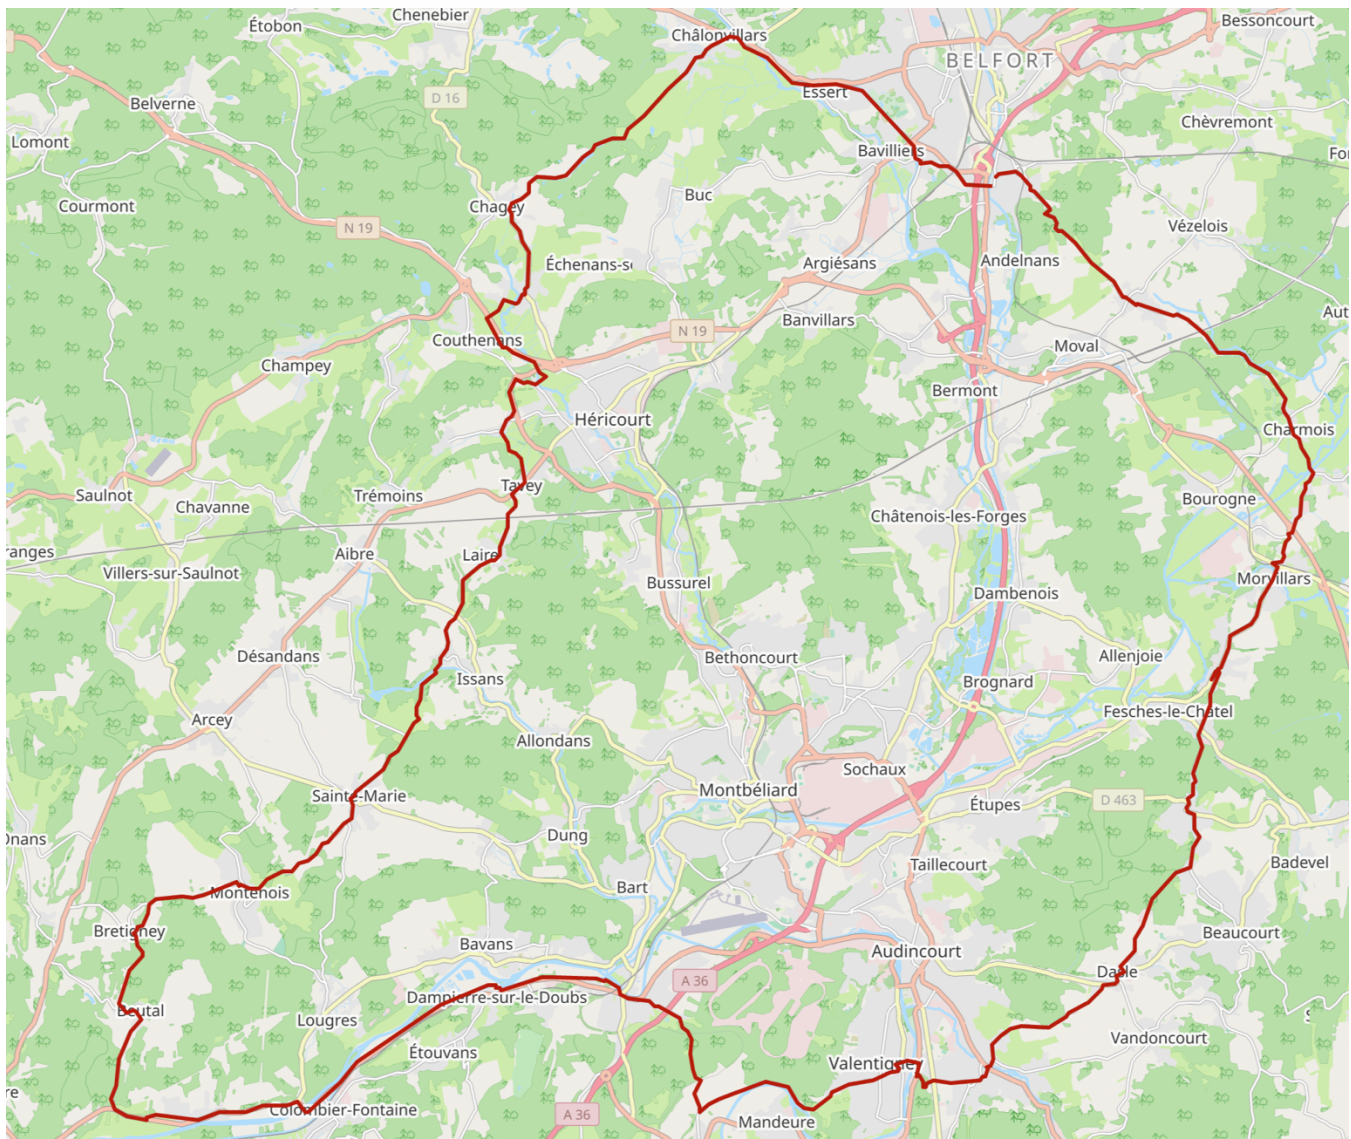 Chenebier
Bessoncourt
Étobon
Châlonvillars
BELFORT
D 16
Essert
Belverne
Chèvremont
Lomont
Bavilliers
Buc
Courmont
Chagey
N 19
Vézelois
Échenans-s
Argiésans
Andelnans
Banvillars
N 19
Couthenans
Moval
Champey
Bermont
Héricourt
Charmois
Tavey
Saulnot
Trémoins
Chavanne
Bourogne
Châtenois-les-Forges
Aibre
Laire
ranges
Villers-sur-Saulnot
Bussurel
Morvillars
Dambenois
Désandans
Bethoncourt
Allenjoie
Issans
Brognard
Arcey
Fesches-le-Châtel
Allondans
Sochaux
Montbéliard
Sainte-Marie
Étupes
D 463
Dung
Onans
Taillecourt
Badevel
Bart
Montenois
Bretigney
Beaucourt
Bavans
Audincourt
Dasle
A 36
Dampierre-sur-le-Doubs
Beutal
Lougres
Vandoncourt
Étouvans
Valentigney
Colombier-Fontaine
A 36
Mandeure